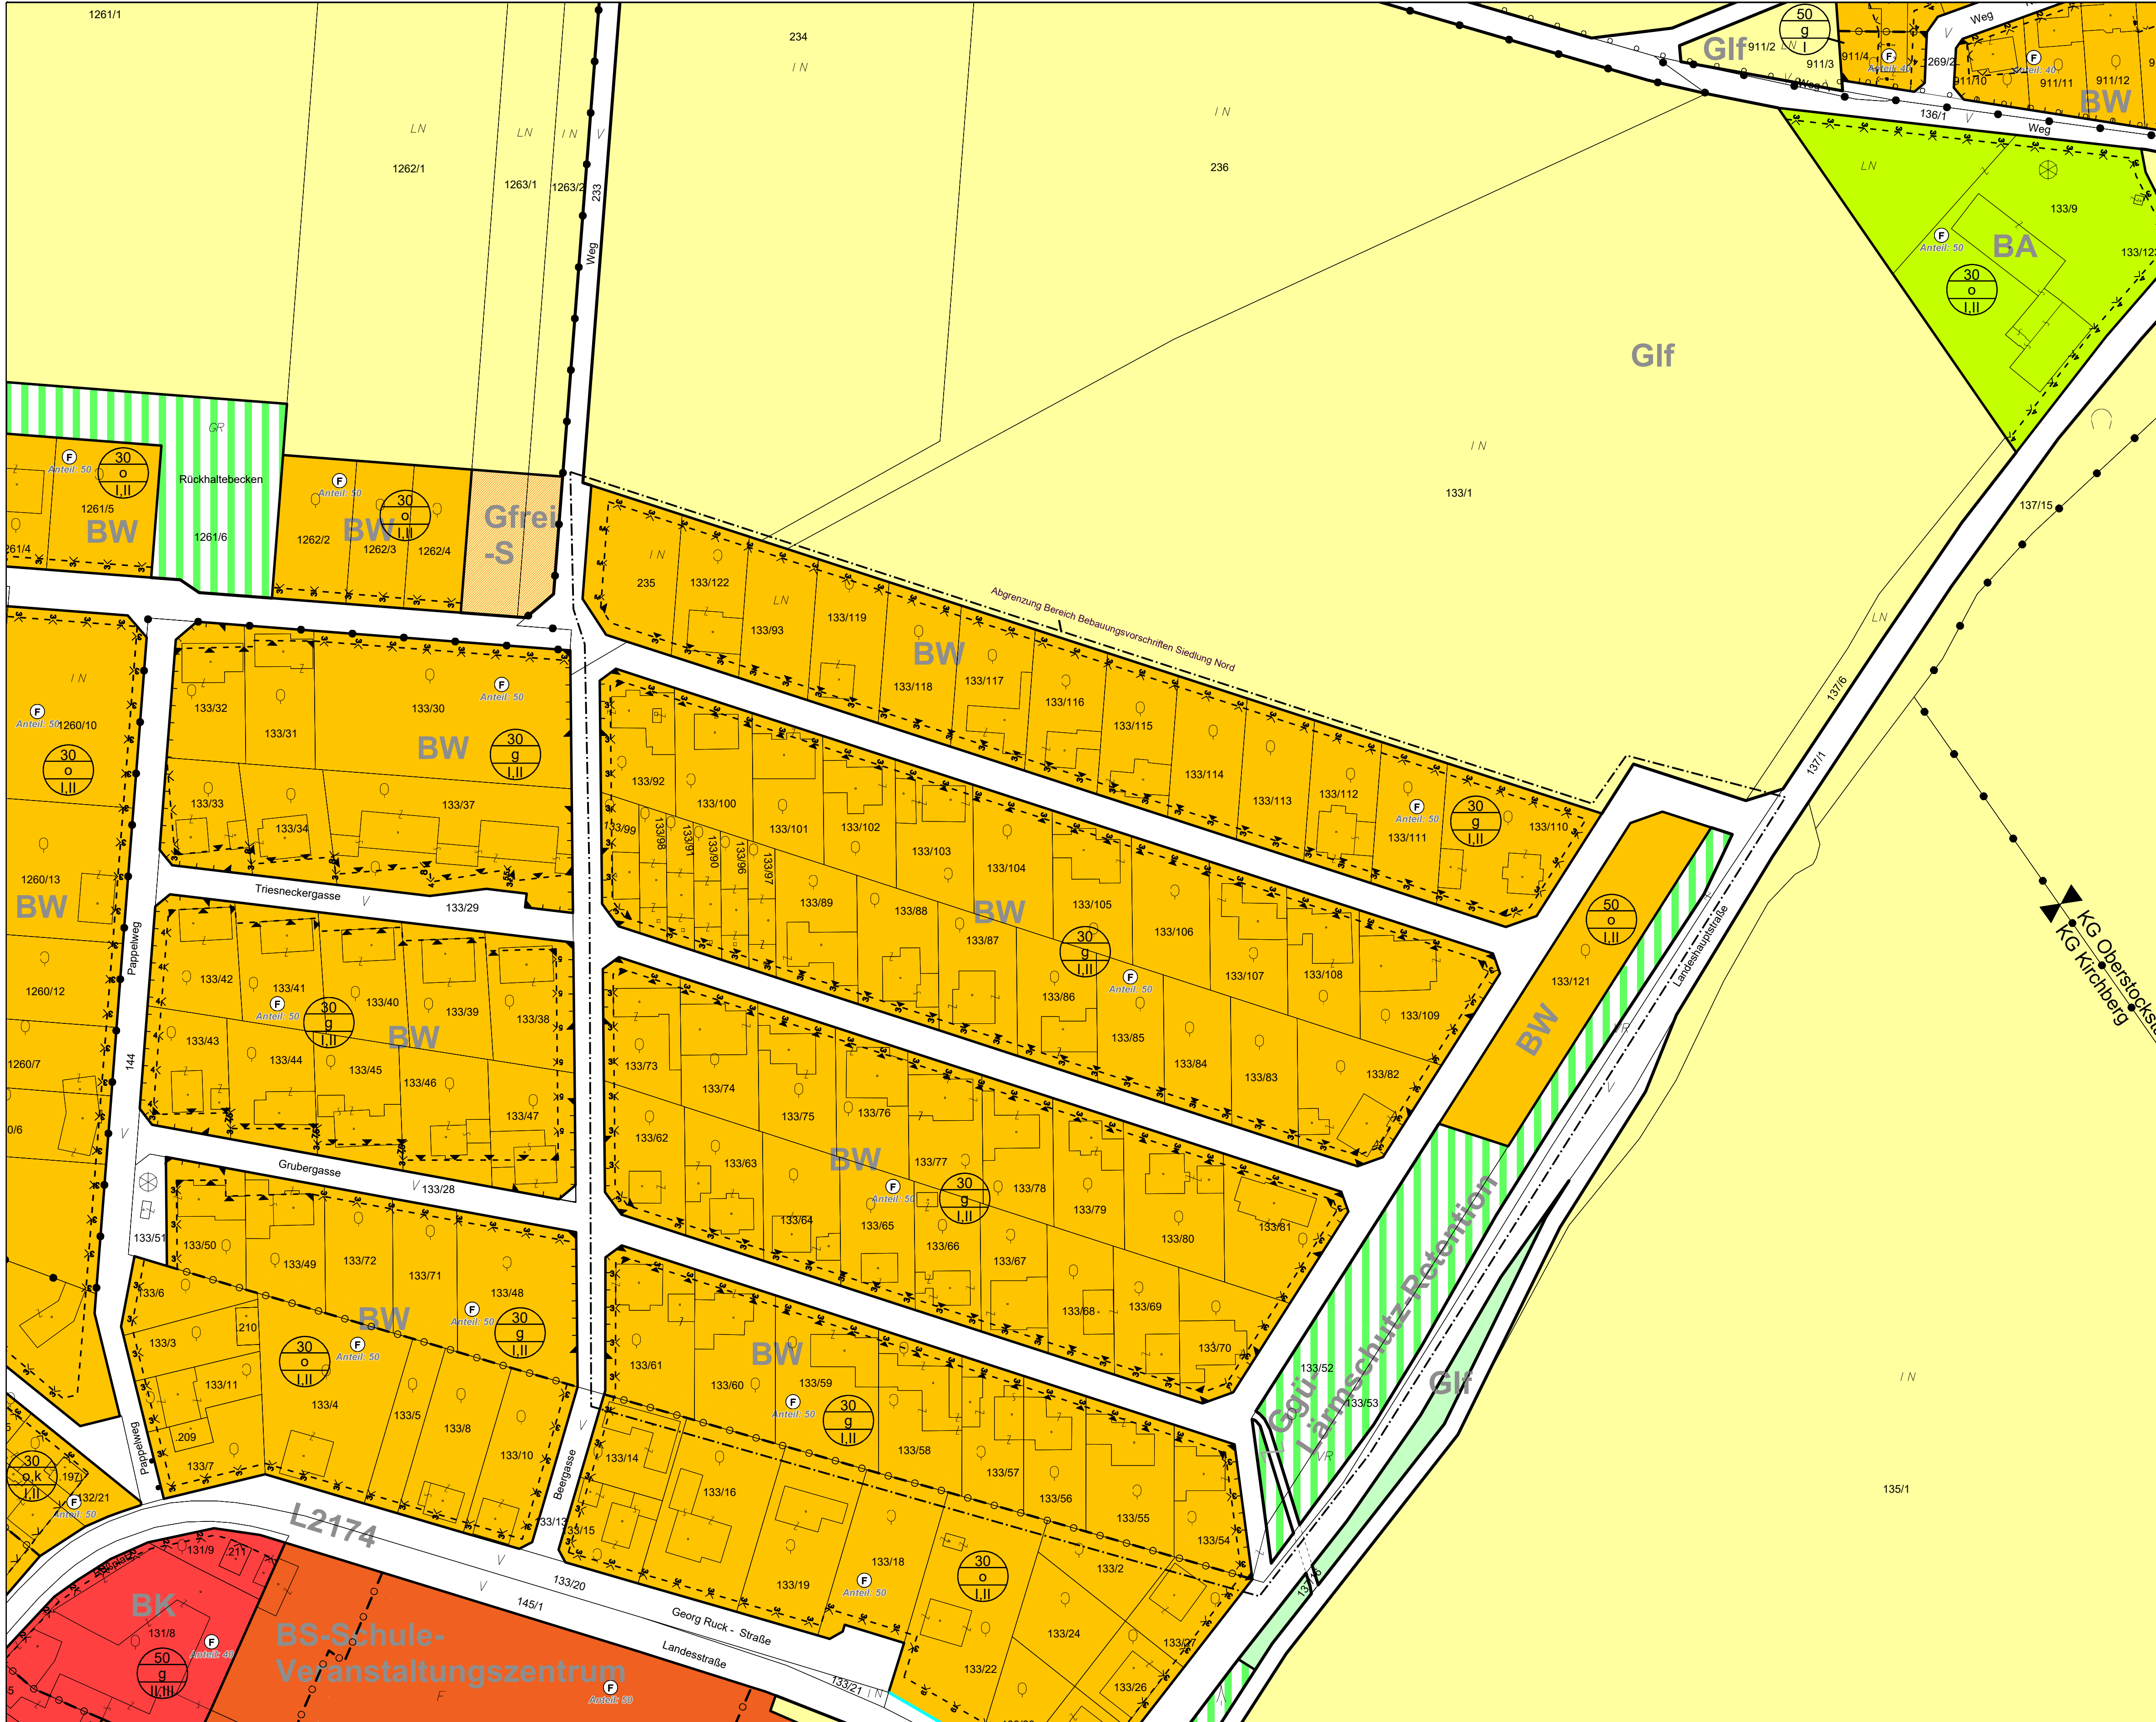 1261/1
234
I N
50
g
I
Glf
911/2
LN
911/3
911/4
F
Anteil: 40
269/2
V
Weg
911/10
F
Anteil: 40
911/11
911/12
BW
Weg
136/1
V
Weg
LN
1262/1
LN
1263/1
I N
1263/2
V
233
Weg
I N
236
LN
133/9
F
Anteil: 50
BA
133/123
30
o
I,II
Glf
I N
133/1
GR
Rückhaltebecken
1261/6
F
Anteil: 50
30
o
I,II
1261/5
BW
F
Anteil: 50
30
o
I,II
BW
1262/2
1262/3
1262/4
Gfrei
-S
137/15
I N
235
133/122
LN
133/93
133/119
BW
133/118
133/117
133/116
133/115
133/114
133/113
133/112
F
Anteil: 50
133/111
30
g
I,II
133/110
Abgrenzung Bereich Bebauungsvorschriften Siedlung Nord
LN
137/6
137/1
I N
F
Anteil: 50
1260/10
30
o
I,II
1260/13
BW
1260/12
1260/7
133/32
133/31
133/30
F
Anteil: 50
BW
30
g
I,II
133/33
133/34
133/37
Triesneckergasse
V
133/29
Pappelweg
144
V
133/42
133/41
133/40
133/39
133/38
F
Anteil: 50
30
g
I,II
BW
133/43
133/44
133/45
133/46
133/47
Grubergasse
V
133/28
133/92
133/100
133/101
133/102
133/103
133/104
133/105
133/106
133/107
133/108
133/109
133/99
133/98
133/91
133/90
133/96
133/97
133/89
133/88
133/87
BW
30
g
I,II
F
Anteil: 50
133/86
133/85
133/84
133/83
133/82
50
o
I,II
133/121
BW
Landeshauptstraße
VR
V
KG Oberstocksta
KG Kirchberg
133/73
133/74
133/75
133/76
133/77
133/78
133/79
133/80
133/81
133/62
133/63
133/64
BW
F
Anteil: 50
133/65
30
g
I,II
133/66
133/67
133/68
133/69
133/70
133/51
133/50
133/49
133/72
133/71
133/48
133/6
133/3
210
BW
F
Anteil: 50
F
Anteil: 50
30
g
I,II
30
o
I,II
133/11
133/4
133/5
133/8
133/10
209
133/7
Pappelweg
133/61
133/60
BW
133/59
F
Anteil: 50
30
g
I,II
133/58
133/57
133/56
133/55
133/54
Ggü-
Lärmschutz-Retention
133/52
133/53
VR
Glf
I N
135/1
V
Beergasse
133/13
133/14
133/15
133/16
133/19
133/18
F
Anteil: 50
30
o
I,II
133/2
133/24
133/27
133/22
133/26
30
o,k
I,II
197
F
Anteil: 50
132/21
L2174
V
133/20
V
145/1
Georg Ruck - Straße
Landesstraße
133/21
I N
131/9
211
BK
131/8
F
Anteil: 40
50
g
II,III
BS-Schule-
Veranstaltungszentrum
F
F
Anteil: 50